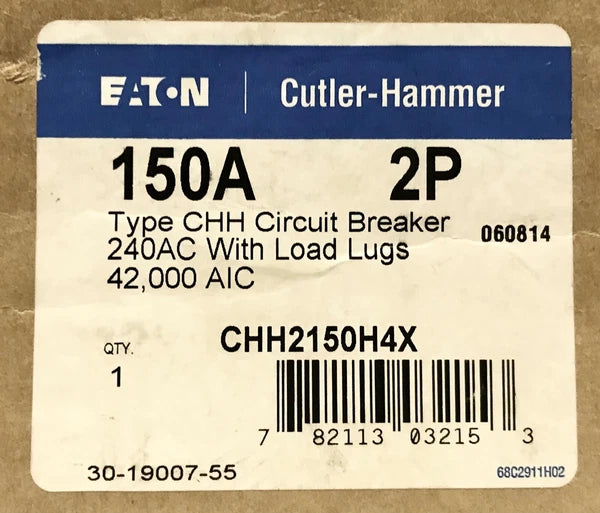 EATON | Cutler-Hammer
150A 2P
Type CHH Circuit Breaker
240AC With Load Lugs 060814
42,000 AIC
CHH2150H4X
QTY.
1
7 82113 03215 3
30-19007-55 68C2911H02